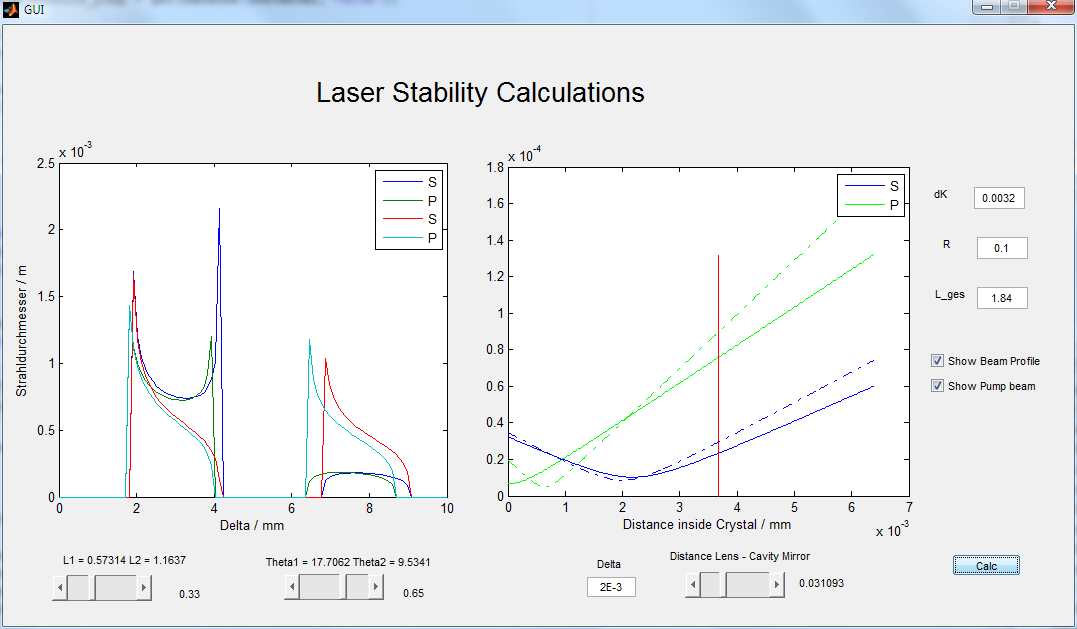 GUI
Laser Stability Calculations
x 10-3
2.5
2
1.5
1
0.5
0
0 2 4 6 8 10
Strahldurchmesser / m
Delta / mm
S
P
S
P
x 10-4
1.8
1.6
1.4
1.2
1
0.8
0.6
0.4
0.2
0
0 1 2 3 4 5 6 7
x 10-3
Distance inside Crystal / mm
S
P
dK 0.0032
R 0.1
L_ges 1.84
Show Beam Profile
Show Pump beam
L1 = 0.57314 L2 = 1.1637
0.33
Theta1 = 17.7062 Theta2 = 9.5341
0.65
Delta
2E-3
Distance Lens - Cavity Mirror
0.031093
Calc